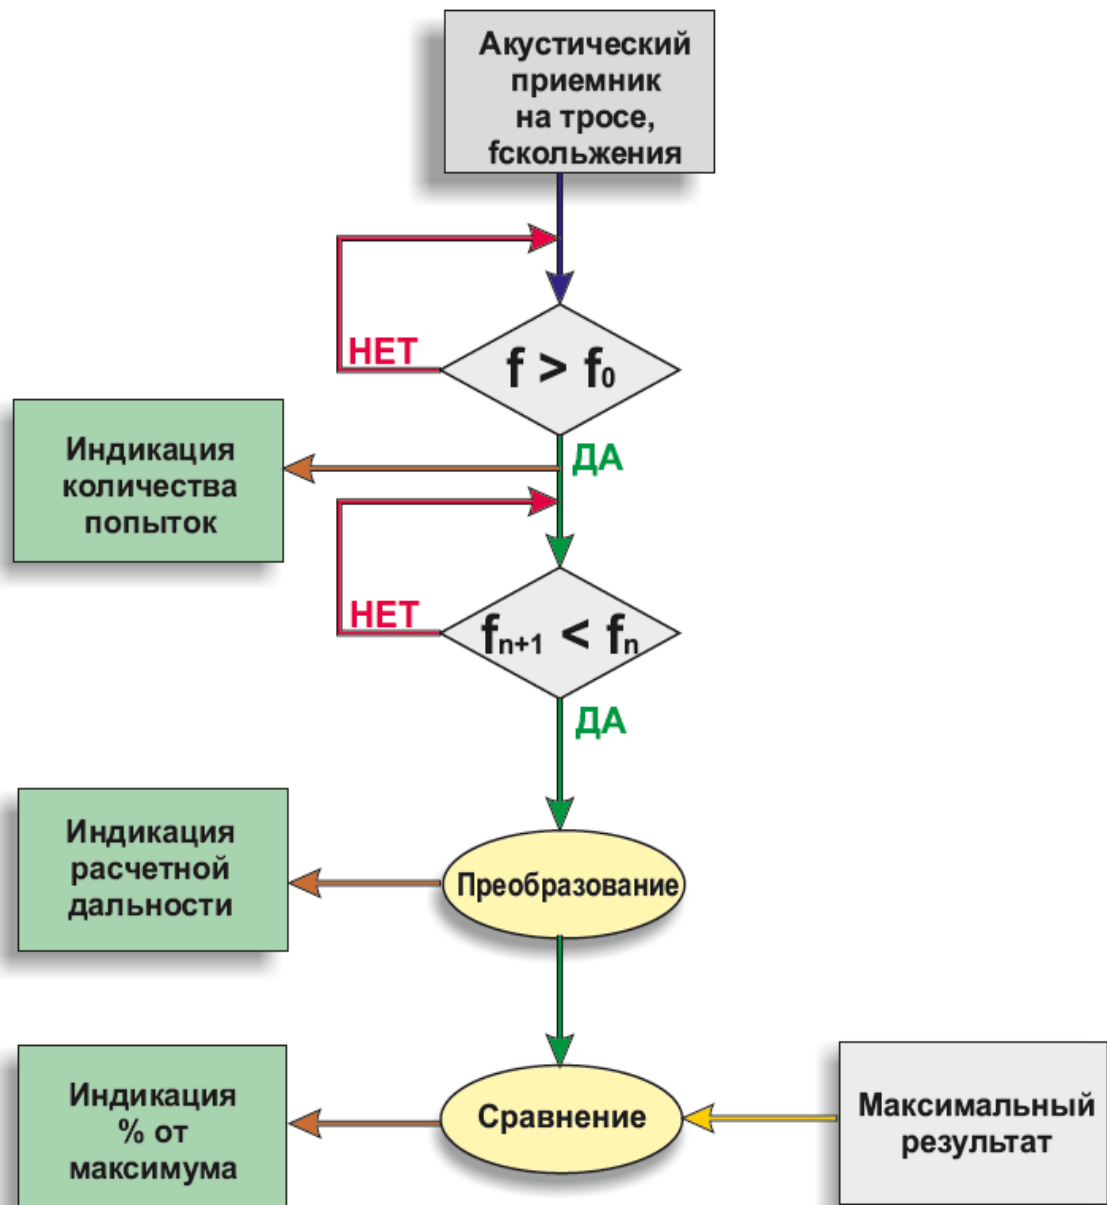 Акустический
приемник
на тросе,
fскольжения
НЕТ
f > f₀
ДА
Индикация
количества
попыток
НЕТ
fₙ₊₁ < fₙ
ДА
Индикация
расчетной
дальности
Преобразование
Индикация
% от
максимума
Сравнение
Максимальный
результат